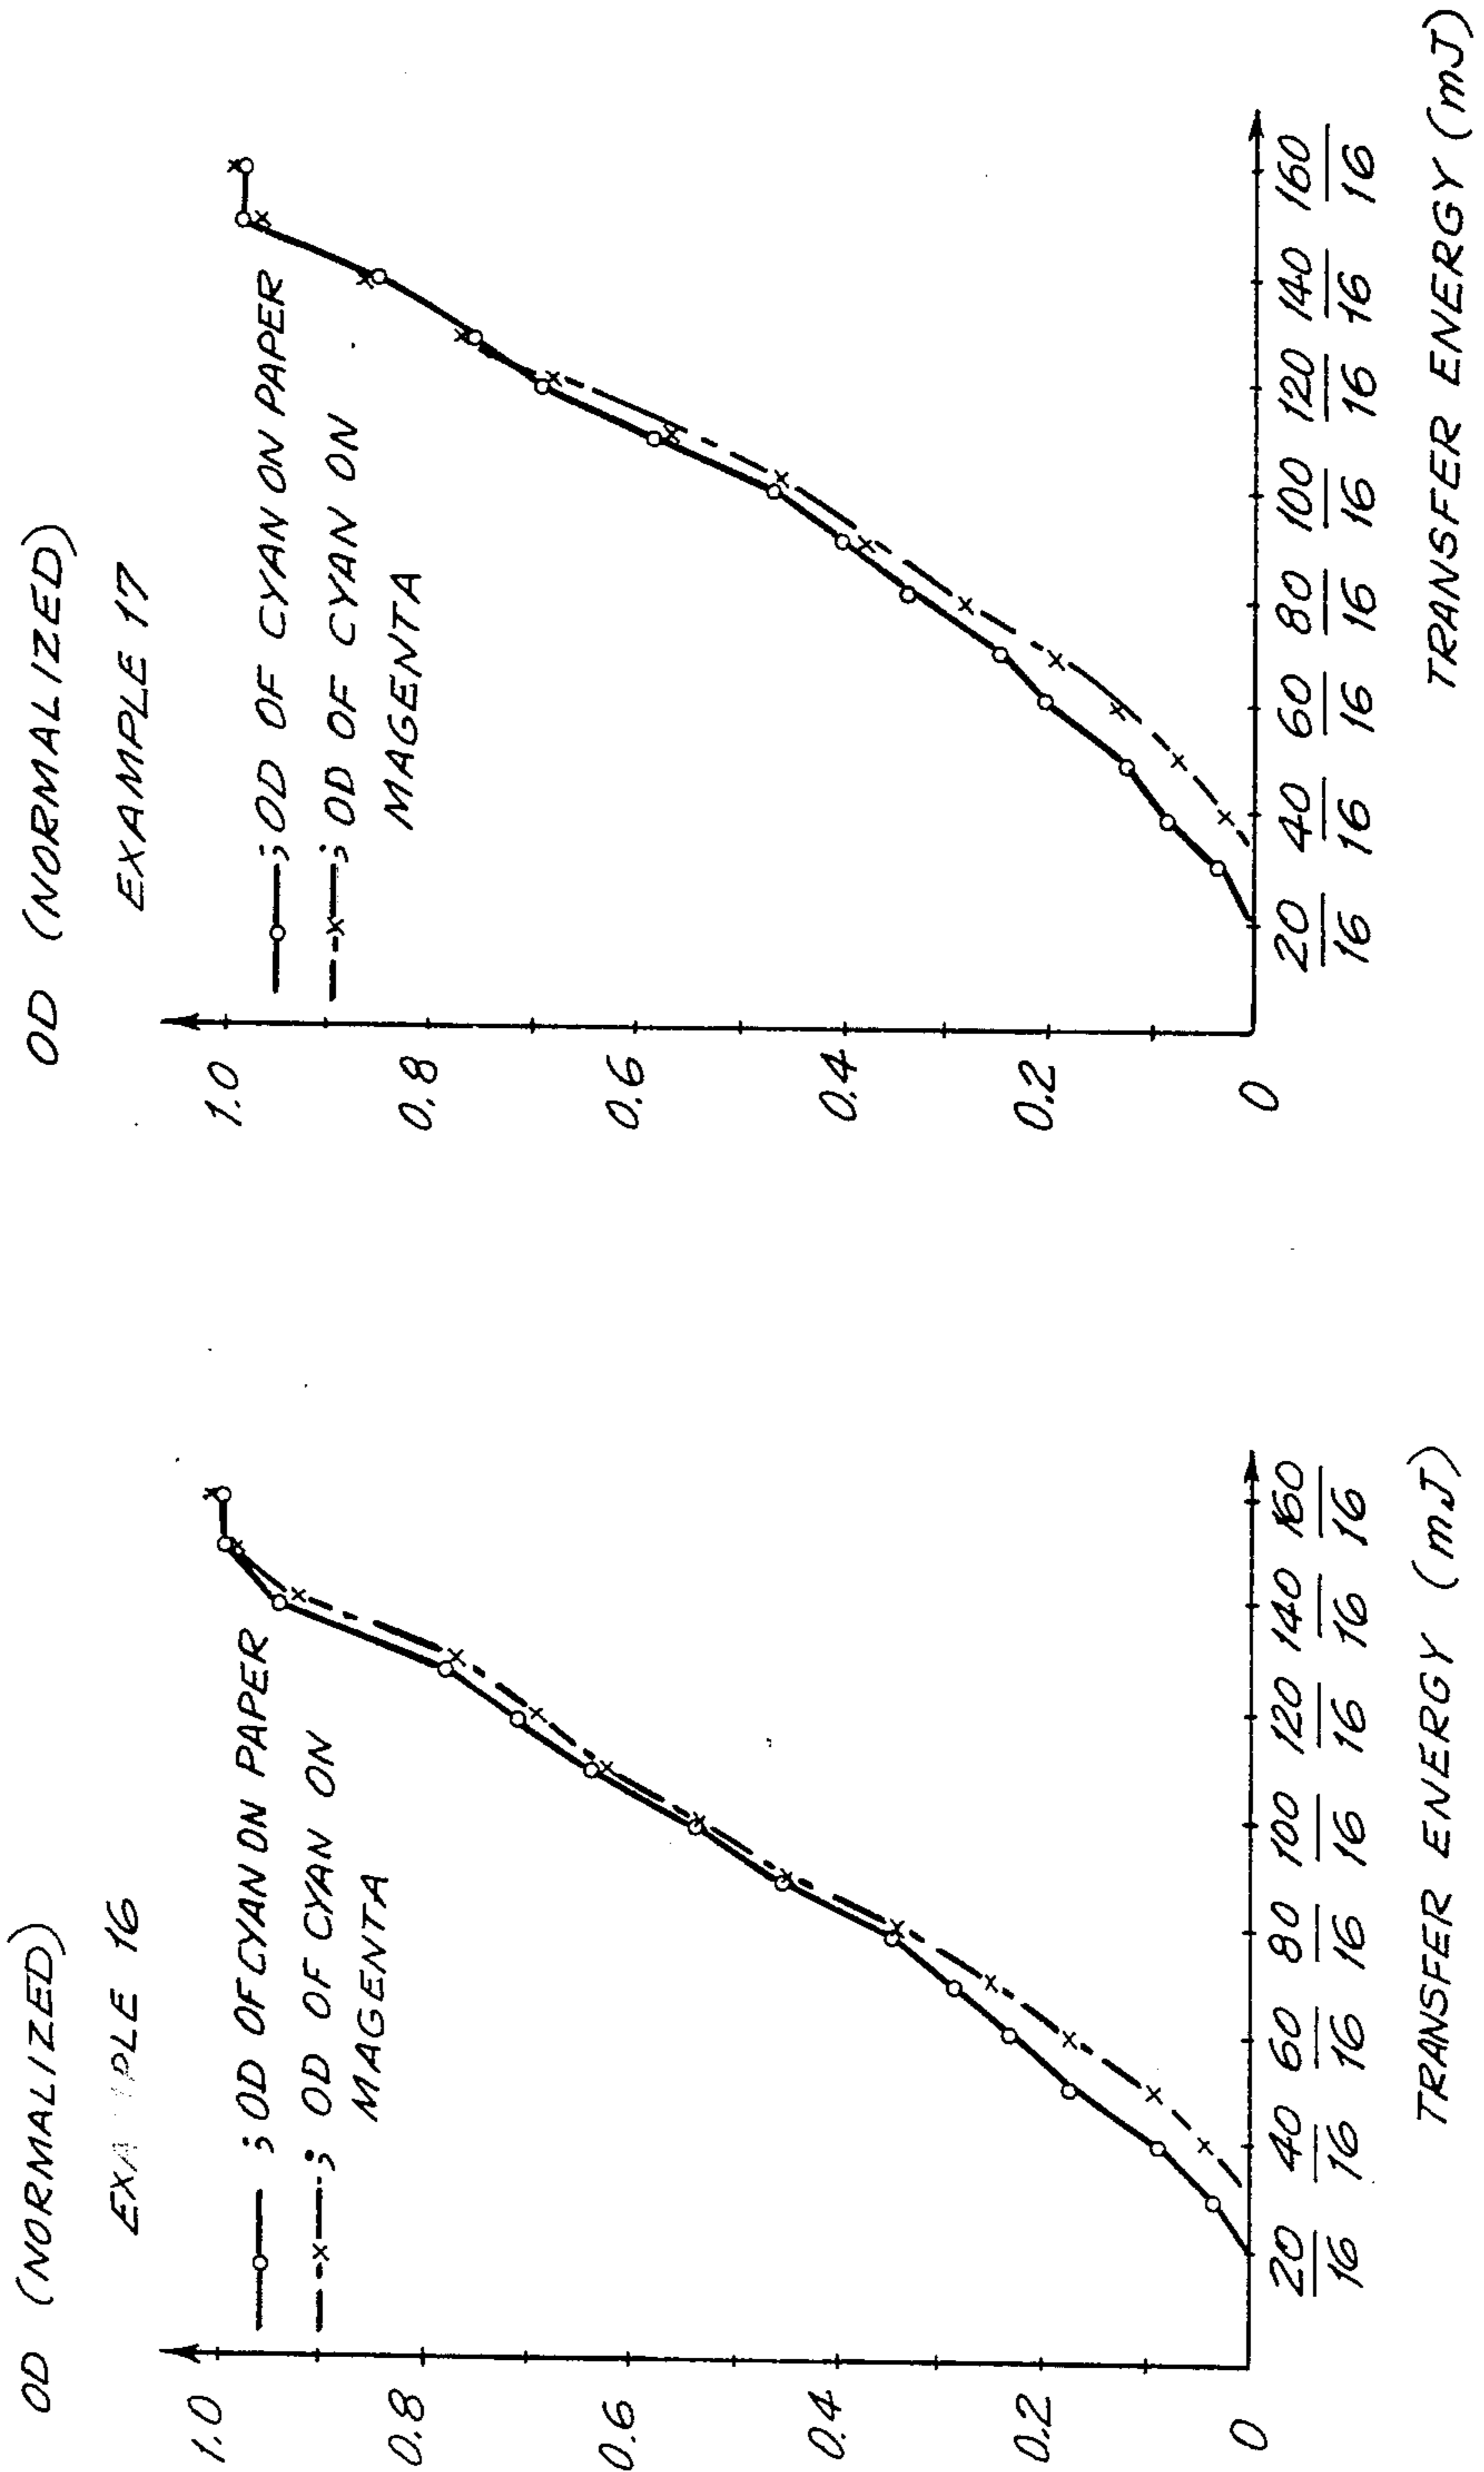 OD (NORMALIZED)
EXAMPLE 16
1.0
0.8
0.6
0.4
0.2
0
; OD OF CYAN ON PAPER
; OD OF CYAN ON
MAGENTA
20 40 60 80 100 120 140 160
16 16 16 16 16 16 16 16
TRANSFER ENERGY (mJ)
OD (NORMALIZED)
EXAMPLE 17
1.0
0.8
0.6
0.4
0.2
0
; OD OF CYAN ON PAPER
; OD OF CYAN ON
MAGENTA
20 40 60 80 100 120 140 160
16 16 16 16 16 16 16 16
TRANSFER ENERGY (mJ)